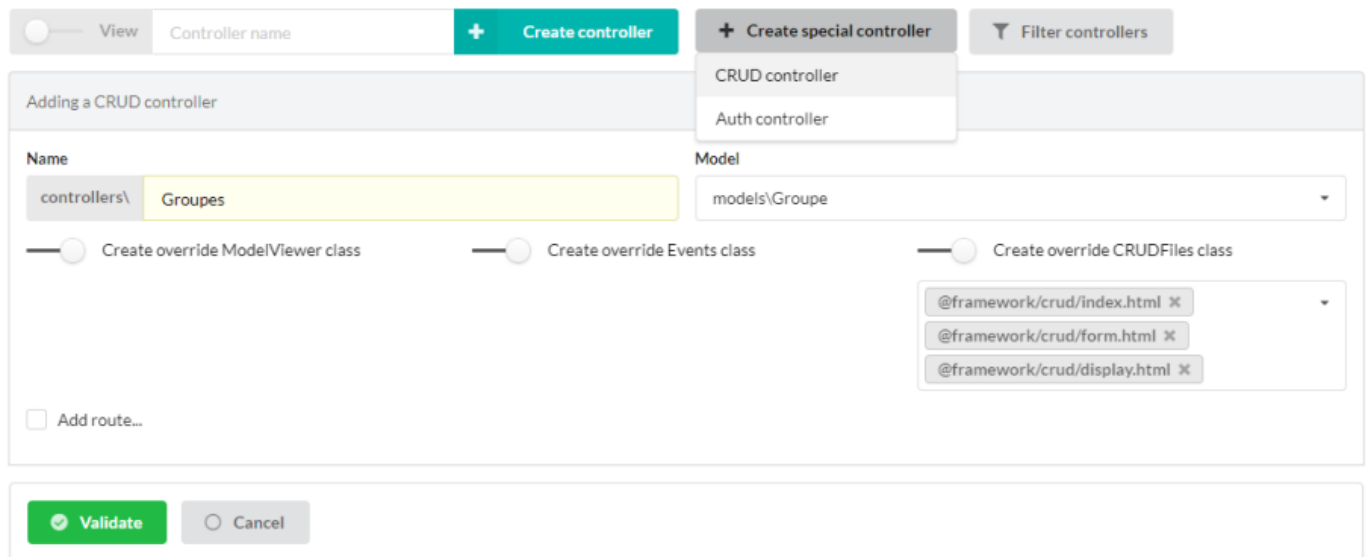 View Controller name Create controller Create special controller Filter controllers
CRUD controller
Adding a CRUD controller
Auth controller
Name Model
controllers\ Groupes models\Groupe
Create override ModelViewer class Create override Events class Create override CRUDFiles class
@framework/crud/index.html
@framework/crud/form.html
@framework/crud/display.html
Add route...
Validate Cancel